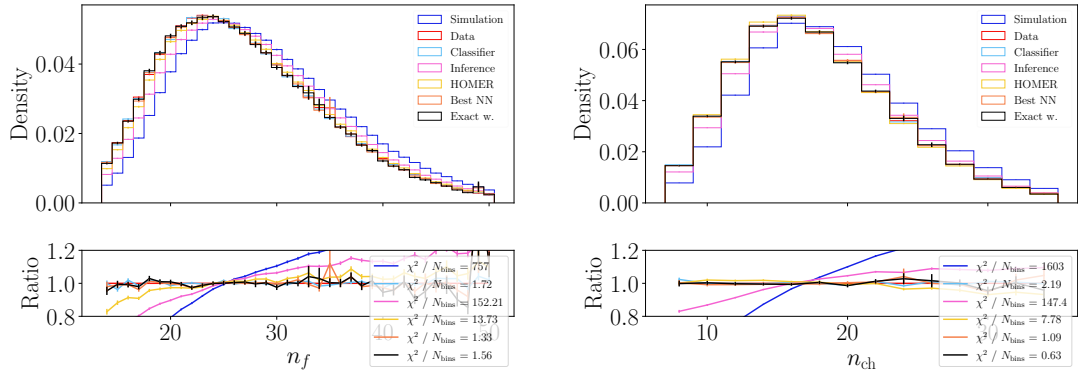 Density
0.04
0.02
0.00
Simulation
Data
Classifier
Inference
HOMER
Best NN
Exact w.
Ratio
1.2
1.0
0.8
χ² / N_bins = 757
χ² / N_bins = 1.72
χ² / N_bins = 152.21
χ² / N_bins = 13.73
χ² / N_bins = 1.33
χ² / N_bins = 1.56
20 30 40 50
n_f
Density
0.06
0.04
0.02
0.00
Simulation
Data
Classifier
Inference
HOMER
Best NN
Exact w.
Ratio
1.2
1.0
0.8
χ² / N_bins = 1603
χ² / N_bins = 2.19
χ² / N_bins = 147.4
χ² / N_bins = 7.78
χ² / N_bins = 1.09
χ² / N_bins = 0.63
10 20 30
n_ch